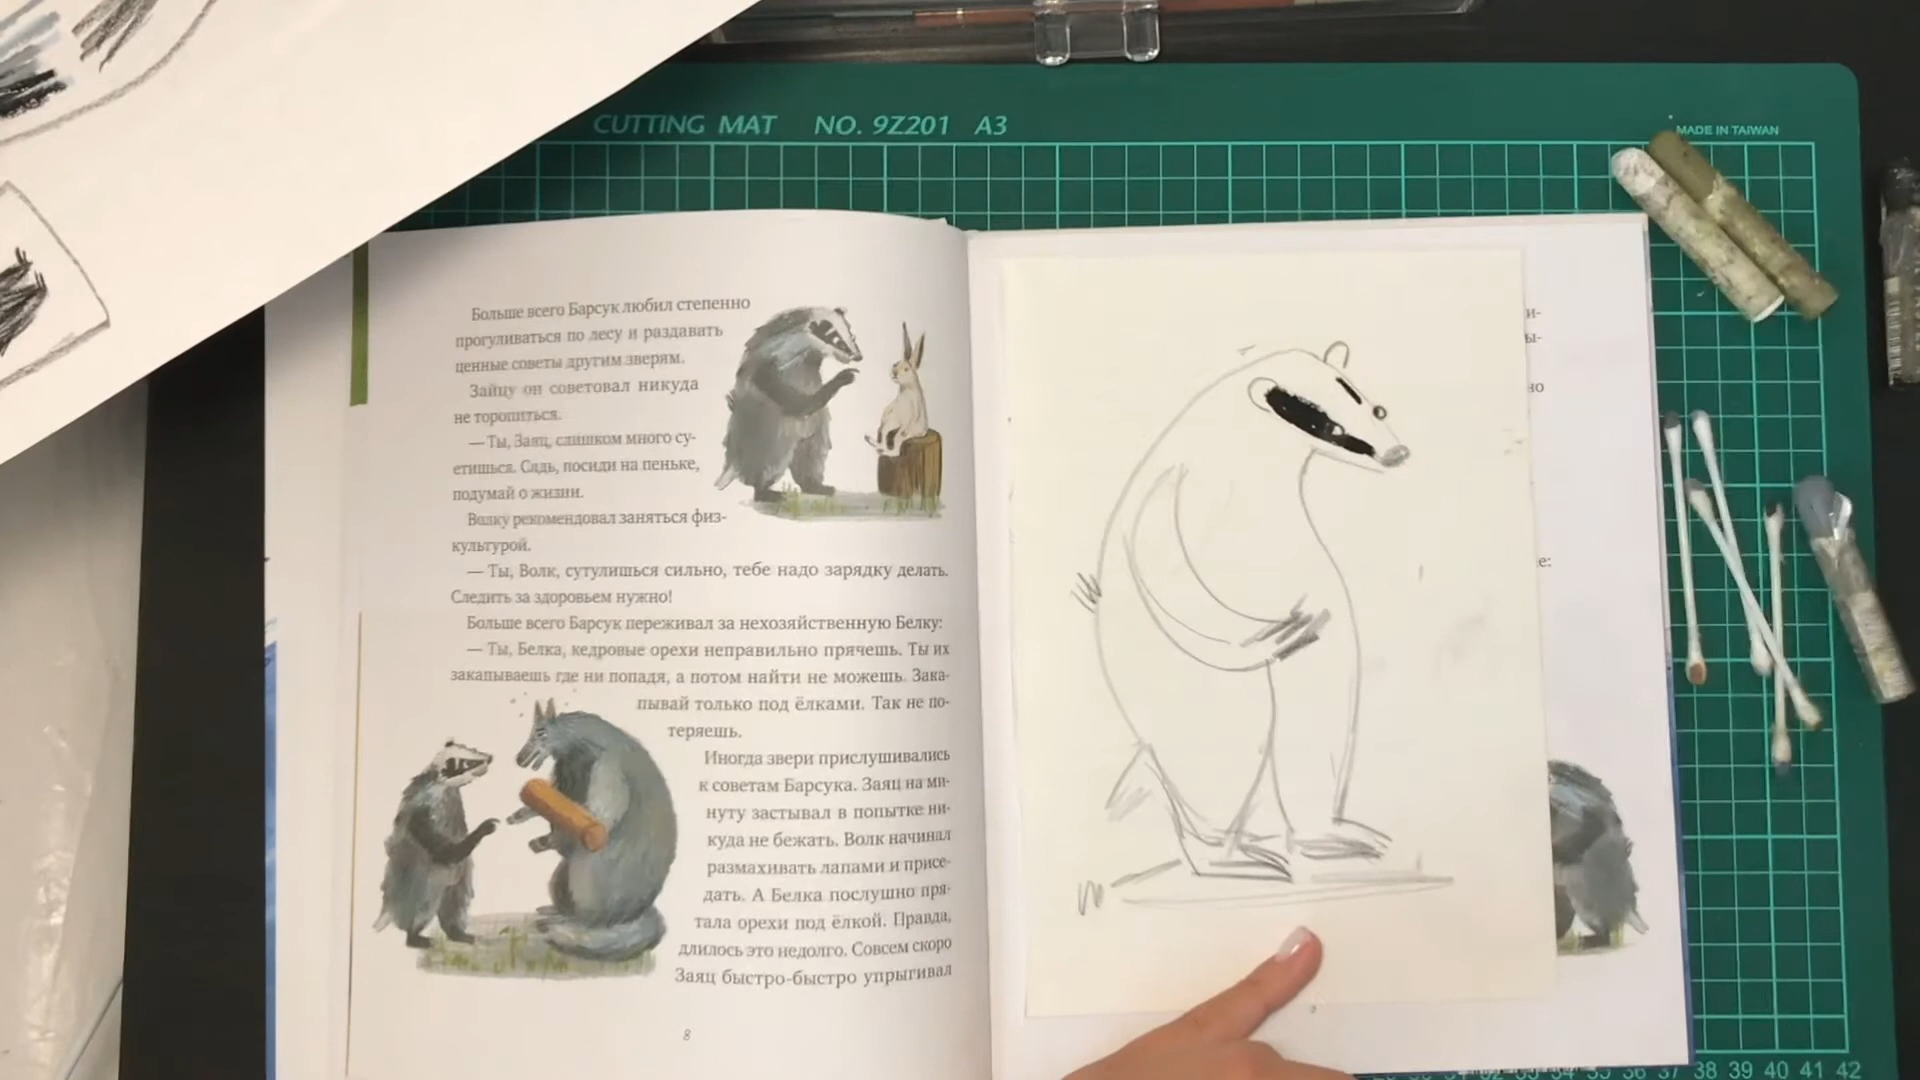 CUTTING MAT NO. 9Z201 A3
MADE IN TAIWAN
Больше всего Барсук любил степенно
прогуливаться по лесу и раздавать
ценные советы другим зверям.
Зайцу он советовал никуда
не торопиться.
— Ты, Заяц, слишком много су-
етишься. Сядь, посиди на пеньке,
подумай о жизни.
Волку рекомендовал заняться физ-
культурой.
— Ты, Волк, сутулишься сильно, тебе надо зарядку делать.
Следить за здоровьем нужно!
Больше всего Барсук переживал за нехозяйственную Белку:
— Ты, Белка, кедровые орехи неправильно прячешь. Ты их
закапываешь где ни попадя, а потом найти не можешь. Зака-
пывай только под ёлками. Так не по-
теряешь.
Иногда звери прислушивались
к советам Барсука. Заяц на ми-
нуту застывал в попытке ни-
куда не бежать. Волк начинал
размахивать лапами и присе-
дать. А Белка послушно пря-
тала орехи под ёлкой. Правда,
длилось это недолго. Совсем скоро
Заяц быстро-быстро упрыгивал
8
и-
ы-
но
е:
37 38 39 40 41 42